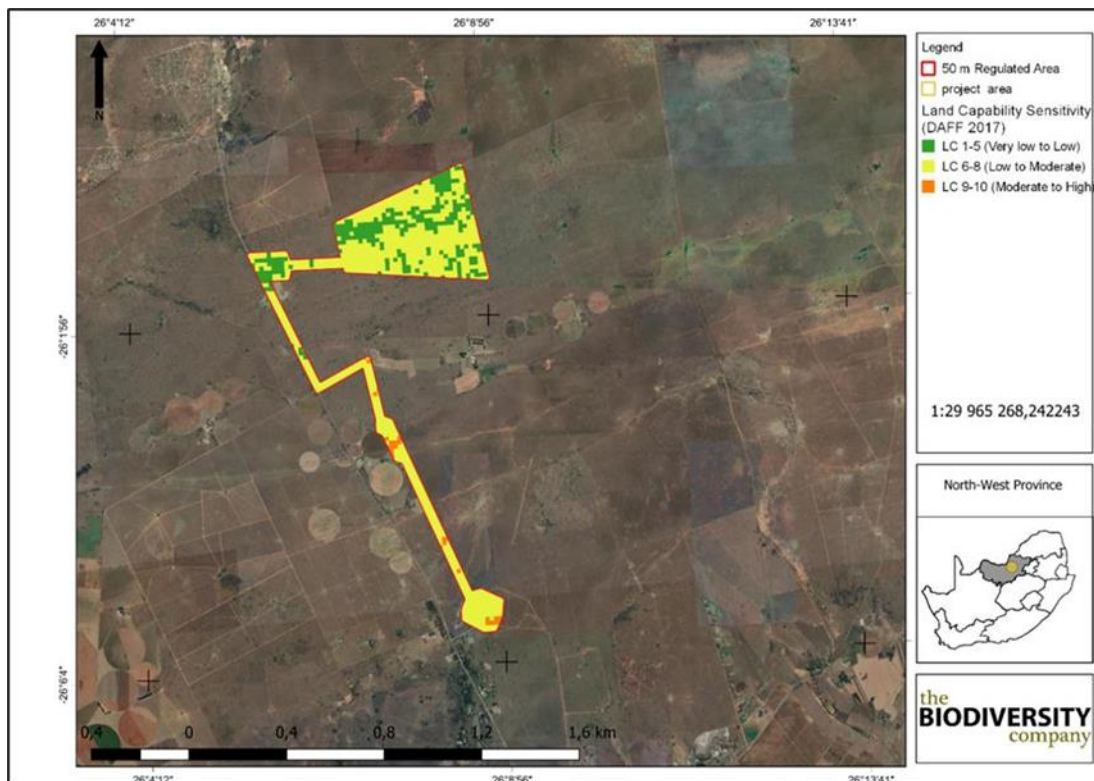 26°4'12"
26°8'56"
26°13'41"
N
-26°1'56"
-26°6'4"
0,4
0
0,4
0,8
1,2
1,6 km
26°4'12"
26°8'56"
26°13'41"
Legend
50 m Regulated Area
project area
Land Capability Sensitivity
(DAFF 2017)
LC 1-5 (Very low to Low)
LC 6-8 (Low to Moderate)
LC 9-10 (Moderate to High)
1:29 965 268,242243
North-West Province
the
BIODIVERSITY
company